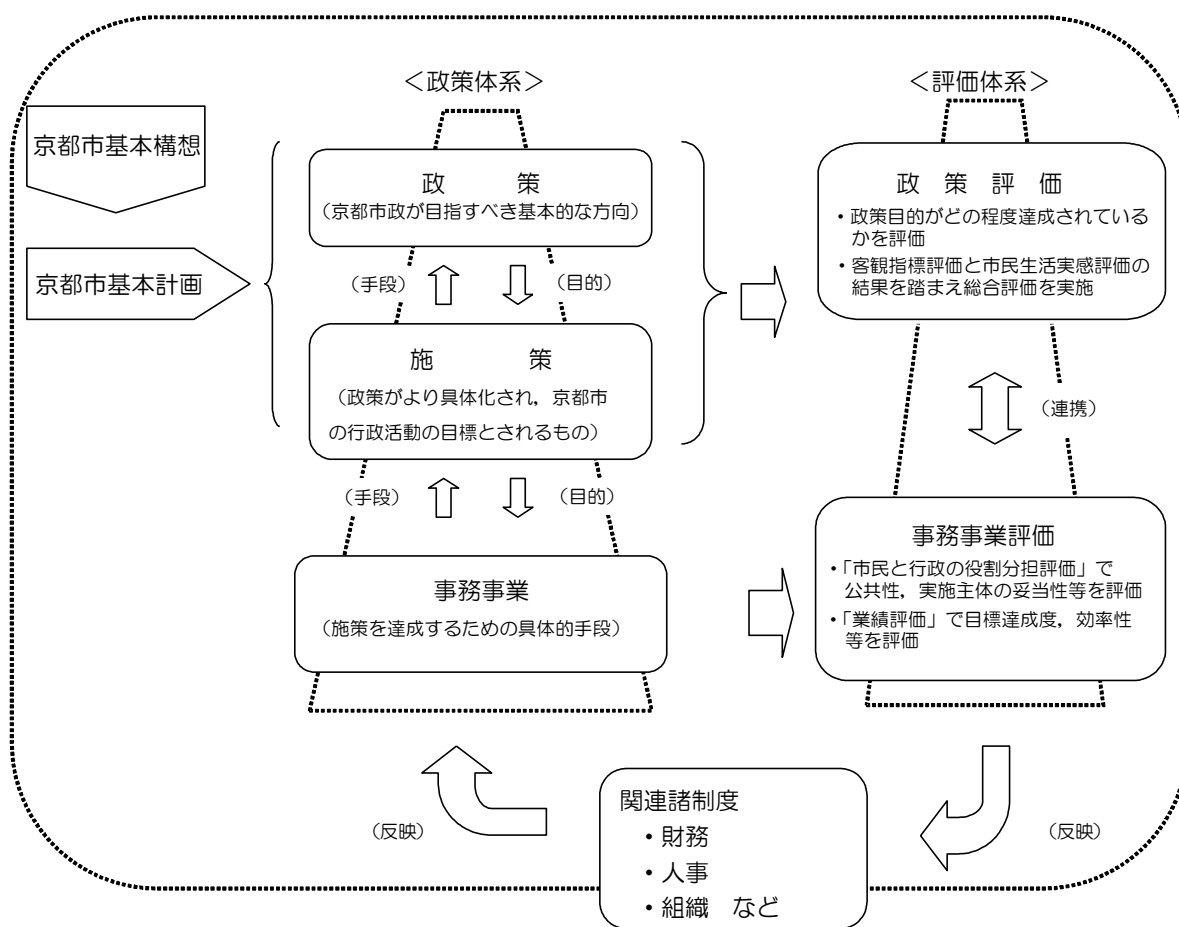 <政策体系>
<評価体系>
京都市基本構想
京都市基本計画
政　　策
(京都市政が目指すべき基本的な方向)
(手段)
(目的)
施　　策
(政策がより具体化され，京都市
の行政活動の目標とされるもの)
(手段)
(目的)
事務事業
(施策を達成するための具体的手段)
政　策　評　価
・政策目的がどの程度達成されている
かを評価
・客観指標評価と市民生活実感評価の
結果を踏まえ総合評価を実施
(連携)
事務事業評価
・「市民と行政の役割分担評価」で
公共性，実施主体の妥当性等を評価
・「業績評価」で目標達成度，効率性
等を評価
(反映)
関連諸制度
・財務
・人事
・組織　など
(反映)